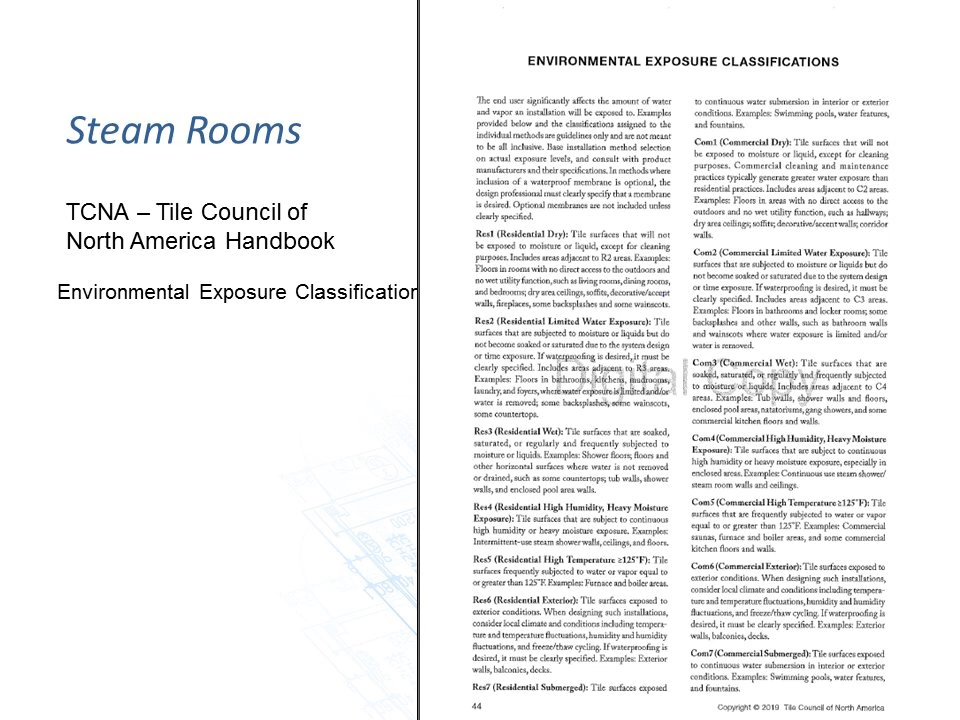 Steam Rooms
TCNA – Tile Council of
North America Handbook
Environmental Exposure Classification
ENVIRONMENTAL EXPOSURE CLASSIFICATIONS
The end user significantly affects the amount of water
and vapor an installation will be exposed to. Examples
provided below and the classifications assigned to the
individual methods are guidelines only and are not meant
to be all inclusive. Base installation method selection
on actual exposure levels, and consult with product
manufacturers and their specifications. In methods where
inclusion of a waterproof membrane is optional, the
design professional must clearly specify that a membrane
is desired. Optional membranes are not included unless
clearly specified.
Res1 (Residential Dry): Tile surfaces that will not
be exposed to moisture or liquid, except for cleaning
purposes. Includes areas adjacent to R2 areas. Examples:
Floors in rooms with no direct access to the outdoors and
no wet utility function, such as living rooms, dining rooms,
and bedrooms; dry area ceilings, soffits, decorative/accept
walls, fireplaces, some backsplashes and some wainscots.
Res2 (Residential Limited Water Exposure): Tile
surfaces that are subjected to moisture or liquids but do
not become soaked or saturated due to the system design
or time exposure. If waterproofing is desired, it must be
clearly specified. Includes areas adjacent to R3 areas.
Examples: Floors in bathrooms, kitchens, mudrooms,
laundry, and foyers, where water exposure is limited and/or
water is removed; some backsplashes, some wainscots,
some countertops.
Res3 (Residential Wet): Tile surfaces that are soaked,
saturated, or regularly and frequently subjected to
moisture or liquids. Examples: Shower floors; floors and
other horizontal surfaces where water is not removed
or drained, such as some countertops; tub walls, shower
walls, and enclosed pool area walls.
Res4 (Residential High Humidity, Heavy Moisture
Exposure): Tile surfaces that are subject to continuous
high humidity or heavy moisture exposure. Examples:
Intermittent-use steam shower walls, ceilings, and floors.
Res5 (Residential High Temperature ≥125°F): Tile
surfaces frequently subjected to water or vapor equal to
or greater than 125°F. Examples: Furnace and boiler areas.
Res6 (Residential Exterior): Tile surfaces exposed to
exterior conditions. When designing such installations,
consider local climate and conditions including tempera-
ture and temperature fluctuations, humidity and humidity
fluctuations, and freeze/thaw cycling. If waterproofing is
desired, it must be clearly specified. Examples: Exterior
walls, balconies, decks.
Res7 (Residential Submerged): Tile surfaces exposed
44
to continuous water submersion in interior or exterior
conditions. Examples: Swimming pools, water features,
and fountains.
Com1 (Commercial Dry): Tile surfaces that will not
be exposed to moisture or liquid, except for cleaning
purposes. Commercial cleaning and maintenance
practices typically generate greater water exposure than
residential practices. Includes areas adjacent to C2 areas.
Examples: Floors in areas with no direct access to the
outdoors and no wet utility function, such as hallways;
dry area ceilings; soffits; decorative/accent walls; corridor
walls.
Com2 (Commercial Limited Water Exposure): Tile
surfaces that are subjected to moisture or liquids but do
not become soaked or saturated due to the system design
or time exposure. If waterproofing is desired, it must be
clearly specified. Includes areas adjacent to C3 areas.
Examples: Floors in bathrooms and locker rooms; some
backsplashes and other walls, such as bathroom walls
and wainscots where water exposure is limited and/or
water is removed.
Com3 (Commercial Wet): Tile surfaces that are
soaked, saturated, or regularly and frequently subjected
to moisture or liquids. Includes areas adjacent to C4
areas. Examples: Tub walls, shower walls and floors,
enclosed pool areas, natatoriums, gang showers, and some
commercial kitchen floors and walls.
Com4 (Commercial High Humidity, Heavy Moisture
Exposure): Tile surfaces that are subject to continuous
high humidity or heavy moisture exposure, especially in
enclosed areas. Examples: Continuous use steam shower/
steam room walls and ceilings.
Com5 (Commercial High Temperature ≥125°F): Tile
surfaces that are frequently subjected to water or vapor
equal to or greater than 125°F. Examples: Commercial
saunas, furnace and boiler areas, and some commercial
kitchen floors and walls.
Com6 (Commercial Exterior): Tile surfaces exposed to
exterior conditions. When designing such installations,
consider local climate and conditions including tempera-
ture and temperature fluctuations, humidity and humidity
fluctuations, and freeze/thaw cycling. If waterproofing is
desired, it must be clearly specified. Examples: Exterior
walls, balconies, decks.
Com7 (Commercial Submerged): Tile surfaces exposed
to continuous water submersion in interior or exterior
conditions. Examples: Swimming pools, water features,
and fountains.
Copyright © 2019 Tile Council of North America
Digital Copy